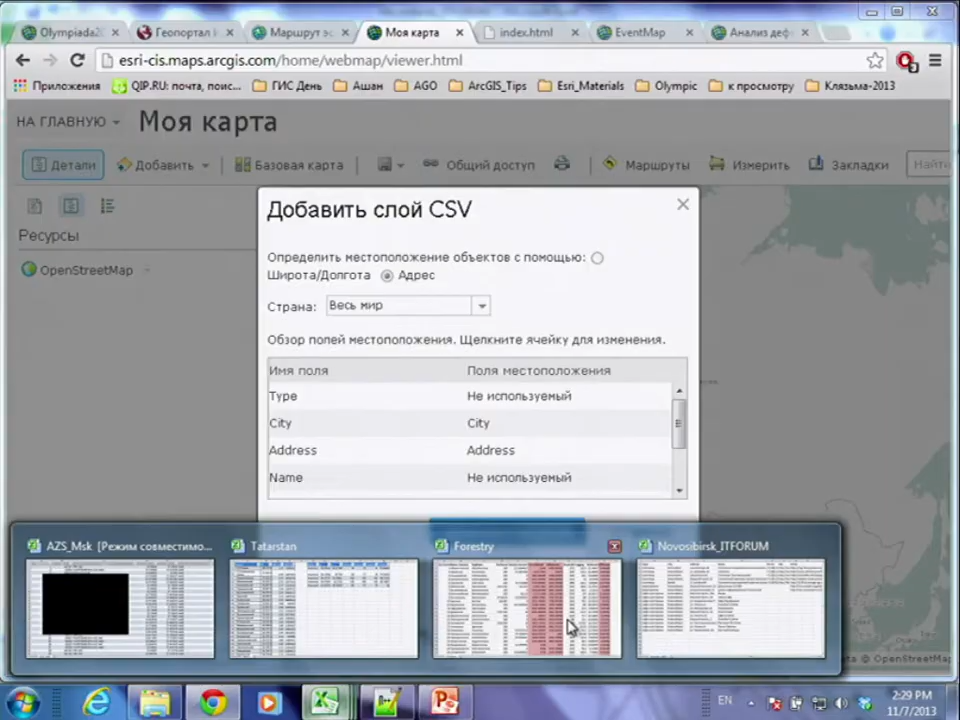 Olympiada2
Геопортал
Маршрут эс
Моя карта
index.html
EventMap
Анализ деф
esri-cis.maps.arcgis.com/home/webmap/viewer.html
Приложения
QIP.RU: почта, поис...
ГИС День
Ашан
AGO
ArcGIS_Tips
Esri_Materials
Olympic
к просмотру
Клязьма-2013
НА ГЛАВНУЮ
Моя карта
Детали
Добавить
Базовая карта
Общий доступ
Маршруты
Измерить
Закладки
Найти
Ресурсы
OpenStreetMap
Добавить слой CSV
Определить местоположение объектов с помощью:
Широта/Долгота Адрес
Страна: Весь мир
Обзор полей местоположения. Щелкните ячейку для изменения.
Имя поля Поля местоположения
Type Не используемый
City City
Address Address
Name Не используемый
AZS_Msk [Режим совместимо...
Tatarstan
Forestry
Novosibirsk_ITFORUM
© OpenStreetMap
EN
2:29 PM
11/7/2013